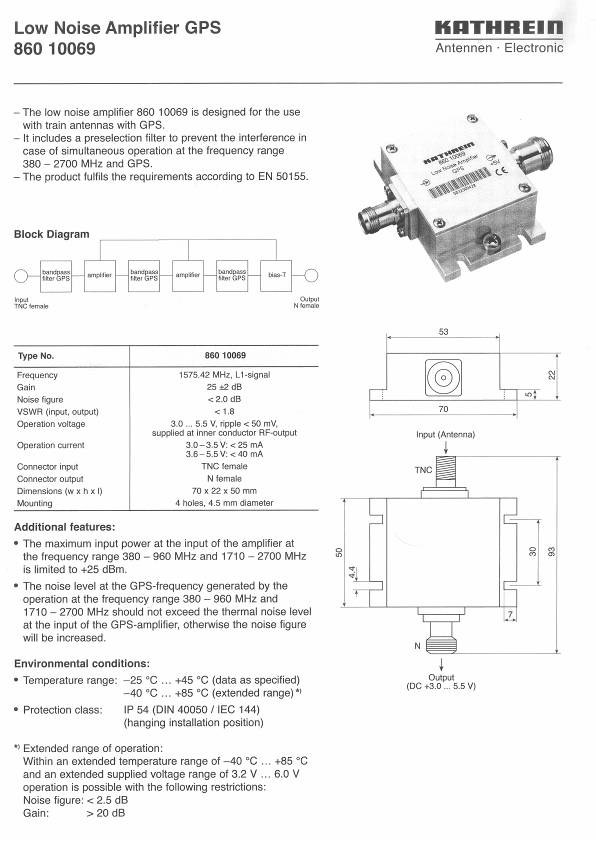 Low Noise Amplifier GPS
860 10069
KATHREIN
Antennen · Electronic
– The low noise amplifier 860 10069 is designed for the use
with train antennas with GPS.
– It includes a preselection filter to prevent the interference in
case of simultaneous operation at the frequency range
380 – 2700 MHz and GPS.
– The product fulfils the requirements according to EN 50155.
KATHREIN
860 10069
Low Noise Amplifier
GPS
+5V
CE
Block Diagram
bandpass
filter GPS
amplifier
bandpass
filter GPS
amplifier
bandpass
filter GPS
bias-T
Input
TNC female
Output
N female
Type No. 860 10069
Frequency 1575.42 MHz, L1-signal
Gain 25 ±2 dB
Noise figure < 2.0 dB
VSWR (input, output) < 1.8
Operation voltage 3.0 ... 5.5 V, ripple < 50 mV,
supplied at inner conductor RF-output
Operation current 3.0 – 3.5 V: < 25 mA
3.6 – 5.5 V: < 40 mA
Connector input TNC female
Connector output N female
Dimensions (w x h x l) 70 x 22 x 50 mm
Mounting 4 holes, 4.5 mm diameter
53
22
5
70
Input (Antenna)
TNC
50
4.4
30
93
7
N
Output
(DC +3.0 ... 5.5 V)
Additional features:
• The maximum input power at the input of the amplifier at
the frequency range 380 – 960 MHz and 1710 – 2700 MHz
is limited to +25 dBm.
• The noise level at the GPS-frequency generated by the
operation at the frequency range 380 – 960 MHz and
1710 – 2700 MHz should not exceed the thermal noise level
at the input of the GPS-amplifier, otherwise the noise figure
will be increased.
Environmental conditions:
• Temperature range: –25 °C ... +45 °C (data as specified)
–40 °C ... +85 °C (extended range) *)
• Protection class: IP 54 (DIN 40050 / IEC 144)
(hanging installation position)
*) Extended range of operation:
Within an extended temperature range of –40 °C ... +85 °C
and an extended supplied voltage range of 3.2 V ... 6.0 V
operation is possible with the following restrictions:
Noise figure: < 2.5 dB
Gain: > 20 dB